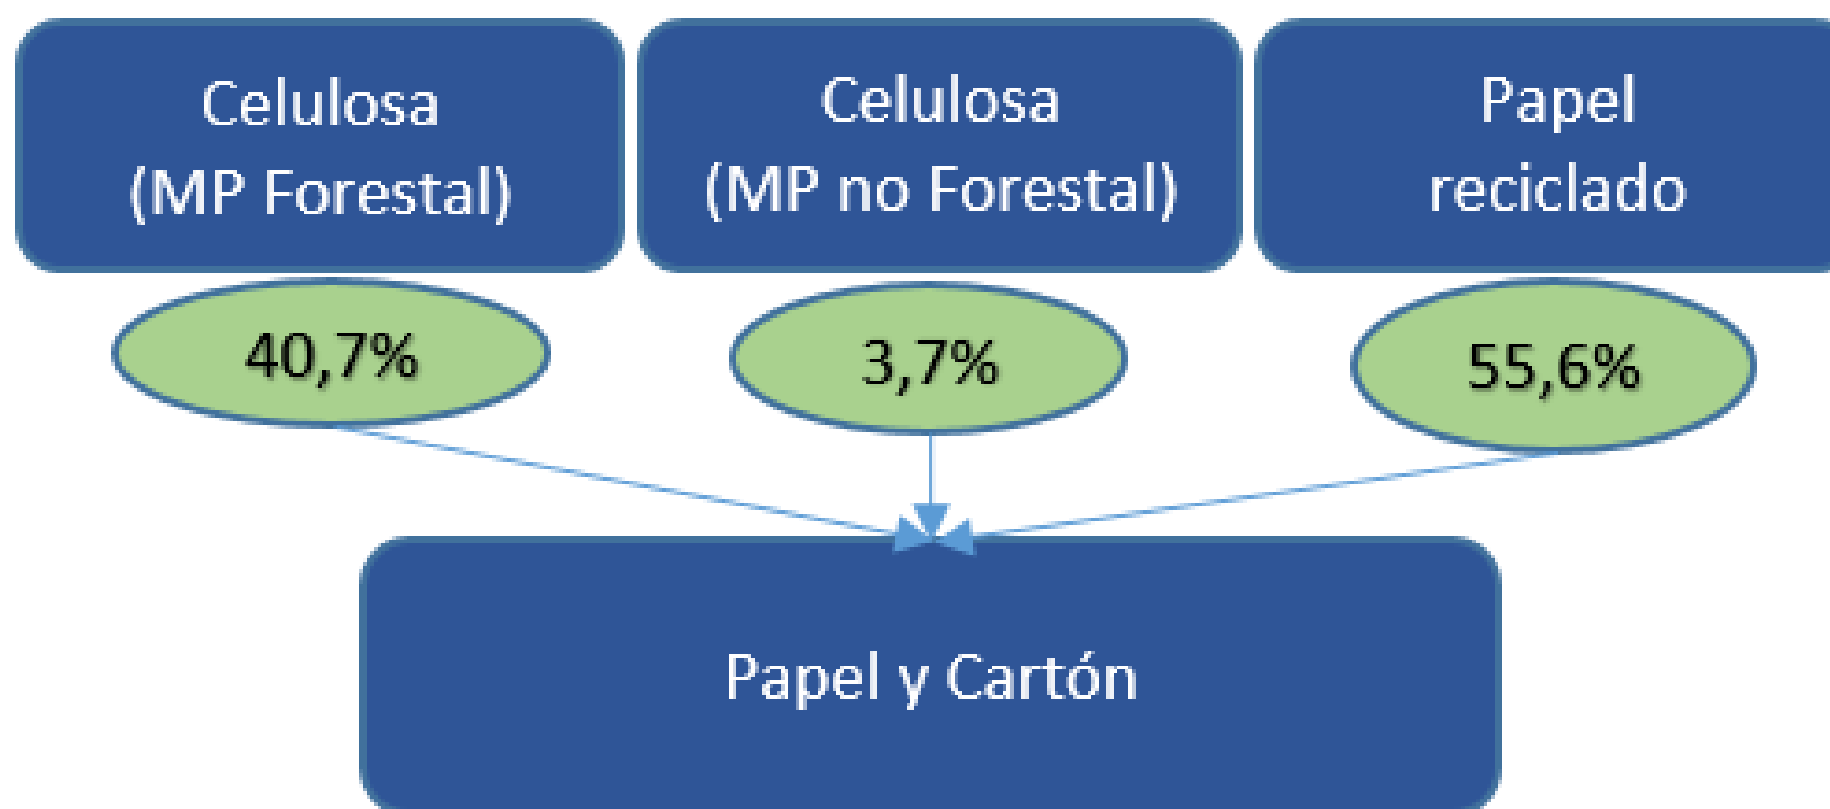 Celulosa
(MP Forestal)
Celulosa
(MP no Forestal)
Papel
reciclado
40,7%
3,7%
55,6%
Papel y Cartón